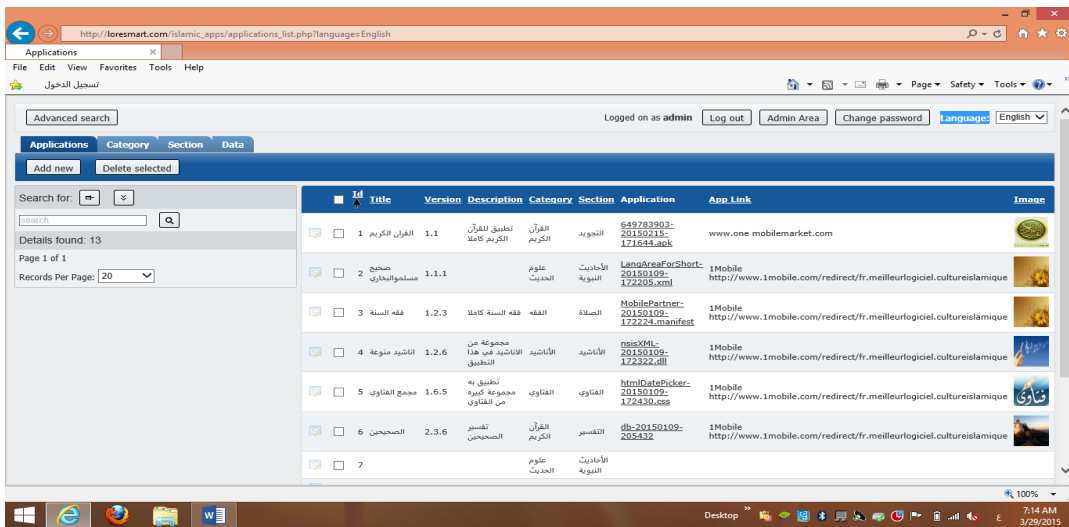 http://loresmart.com/islamic_apps/applications_list.php?language=English
Applications
File Edit View Favorites Tools Help
تسجيل الدخول
Page Safety Tools
Advanced search
Logged on as admin Log out Admin Area Change password Language: English
Applications Category Section Data
Add new Delete selected
Search for:
search
Details found: 13
Page 1 of 1
Records Per Page: 20
Id Title Version Description Category Section Application App Link Image
1 القران الكريم 1.1 تطبيق للقرآن الكريم كاملا القرآن الكريم التجويد 649783903-20150215-171644.apk www.one mobilemarket.com
2 صحيح مسلموالبخاري 1.1.1 علوم الحديث الأحاديث النبوية LangAreaForShort-20150109-172205.xml 1Mobile http://www.1mobile.com/redirect/fr.meilleurlogiciel.cultureislamique
3 فقه السنة 1.2.3 فقه السنة كاملا الفقه الصلاة MobilePartner-20150109-172224.manifest 1Mobile http://www.1mobile.com/redirect/fr.meilleurlogiciel.cultureislamique
4 اناشيد منوعة 1.2.6 مجموعة من الاناشيد في هذا التطبيق الأناشيد الأناشيد nsisXML-20150109-172322.dll 1Mobile http://www.1mobile.com/redirect/fr.meilleurlogiciel.cultureislamique
5 مجمع الفتاوي 1.6.5 تطبيق به مجموعة كبيره من الفتاوي الفتاوي الفتاوي htmlDatePicker-20150109-172430.css 1Mobile http://www.1mobile.com/redirect/fr.meilleurlogiciel.cultureislamique
فتاوى
6 الصحيحين 2.3.6 تفسير الصحيحين القرآن الكريم التفسير db-20150109-205432 1Mobile http://www.1mobile.com/redirect/fr.meilleurlogiciel.cultureislamique
7 علوم الحديث الأحاديث النبوية
100%
Desktop
7:14 AM
3/29/2015